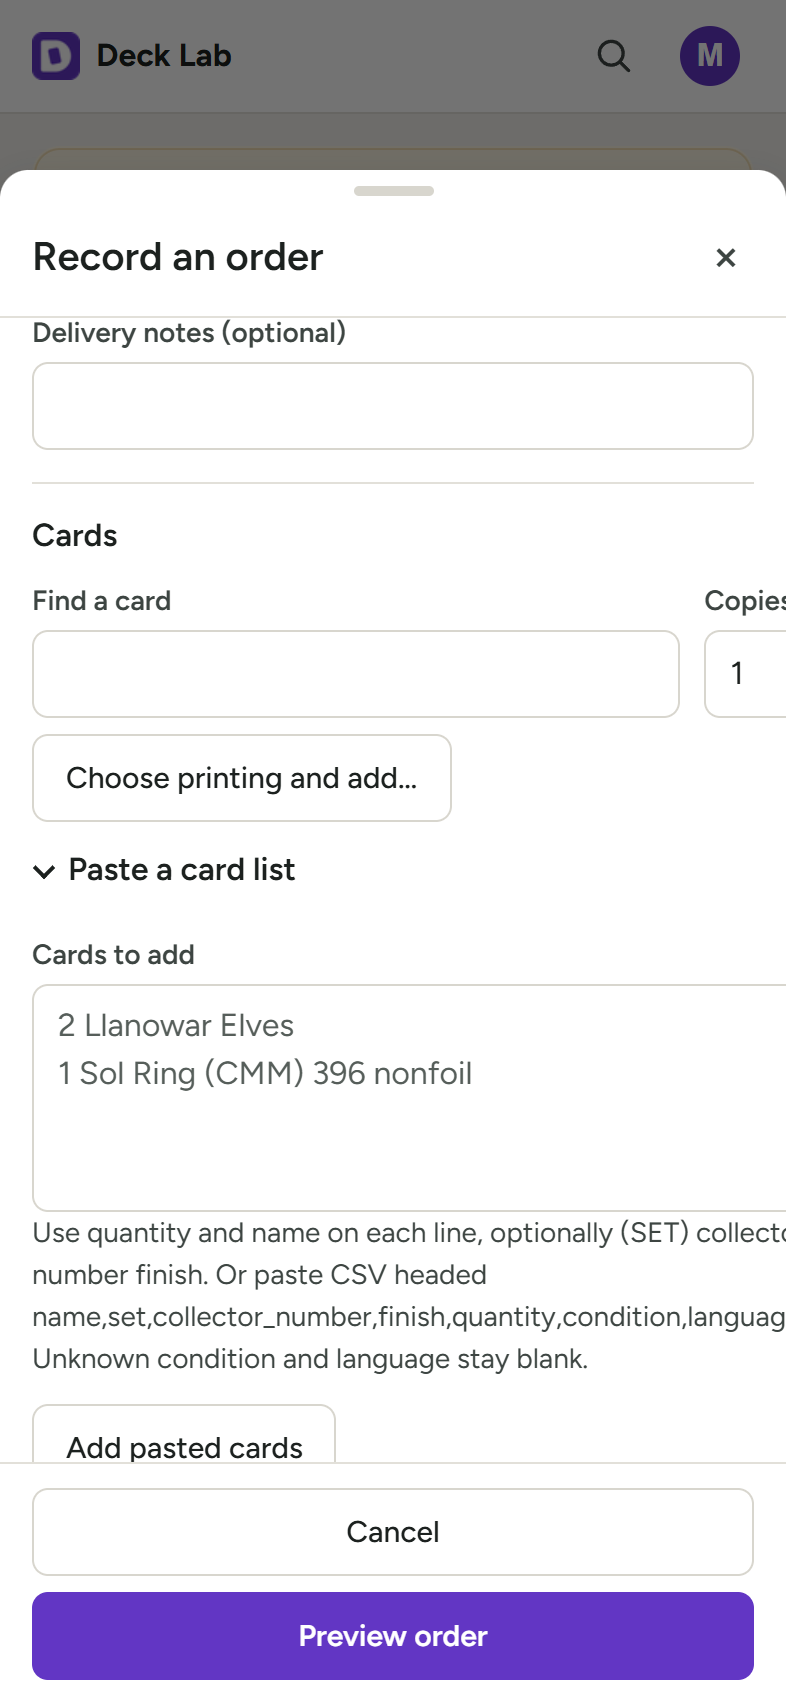 D Deck Lab M
Record an order ×
Delivery notes (optional)
Cards
Find a card Copies
1
Choose printing and add...
Paste a card list
Cards to add
2 Llanowar Elves
1 Sol Ring (CMM) 396 nonfoil
Use quantity and name on each line, optionally (SET) collecto
number finish. Or paste CSV headed
name,set,collector_number,finish,quantity,condition,languag
Unknown condition and language stay blank.
Add pasted cards
Cancel
Preview order